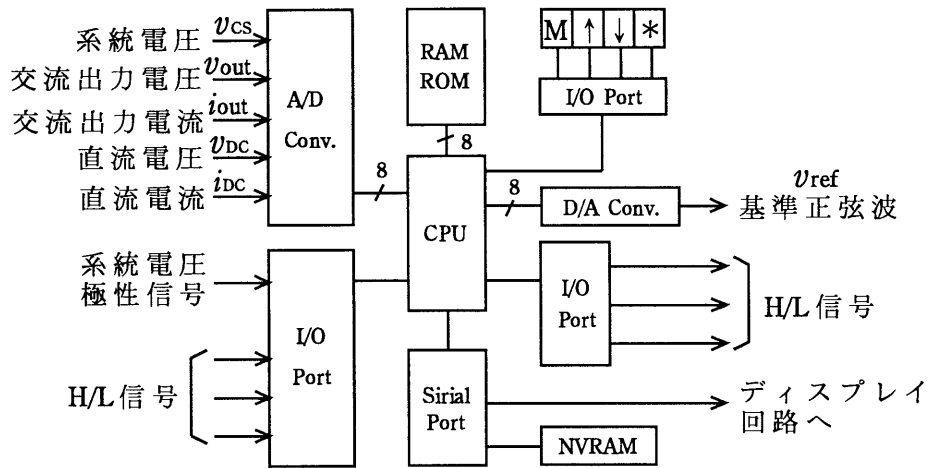 系統電圧 vCS
交流出力電圧 vout
交流出力電流 iout
直流電圧 vDC
直流電流 iDC
A/D
Conv.
8
系統電圧
極性信号
H/L信号
I/O
Port
RAM
ROM
8
CPU
Sirial
Port
M ↑ ↓ *
I/O Port
8
D/A Conv.
vref
基準正弦波
I/O
Port
H/L信号
ディスプレイ
回路へ
NVRAM